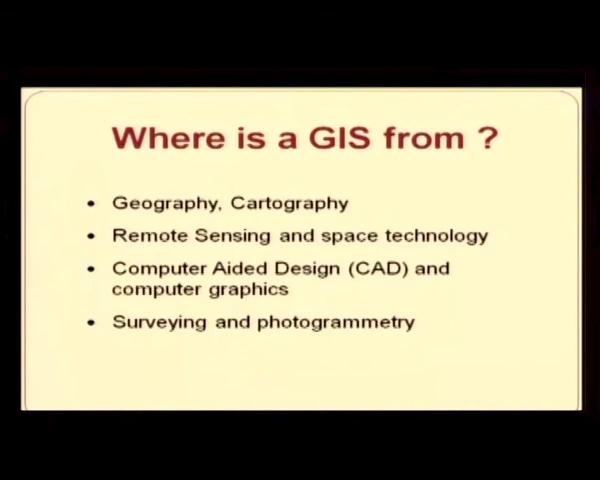 Where is a GIS from ?
• Geography, Cartography
• Remote Sensing and space technology
• Computer Aided Design (CAD) and
computer graphics
• Surveying and photogrammetry